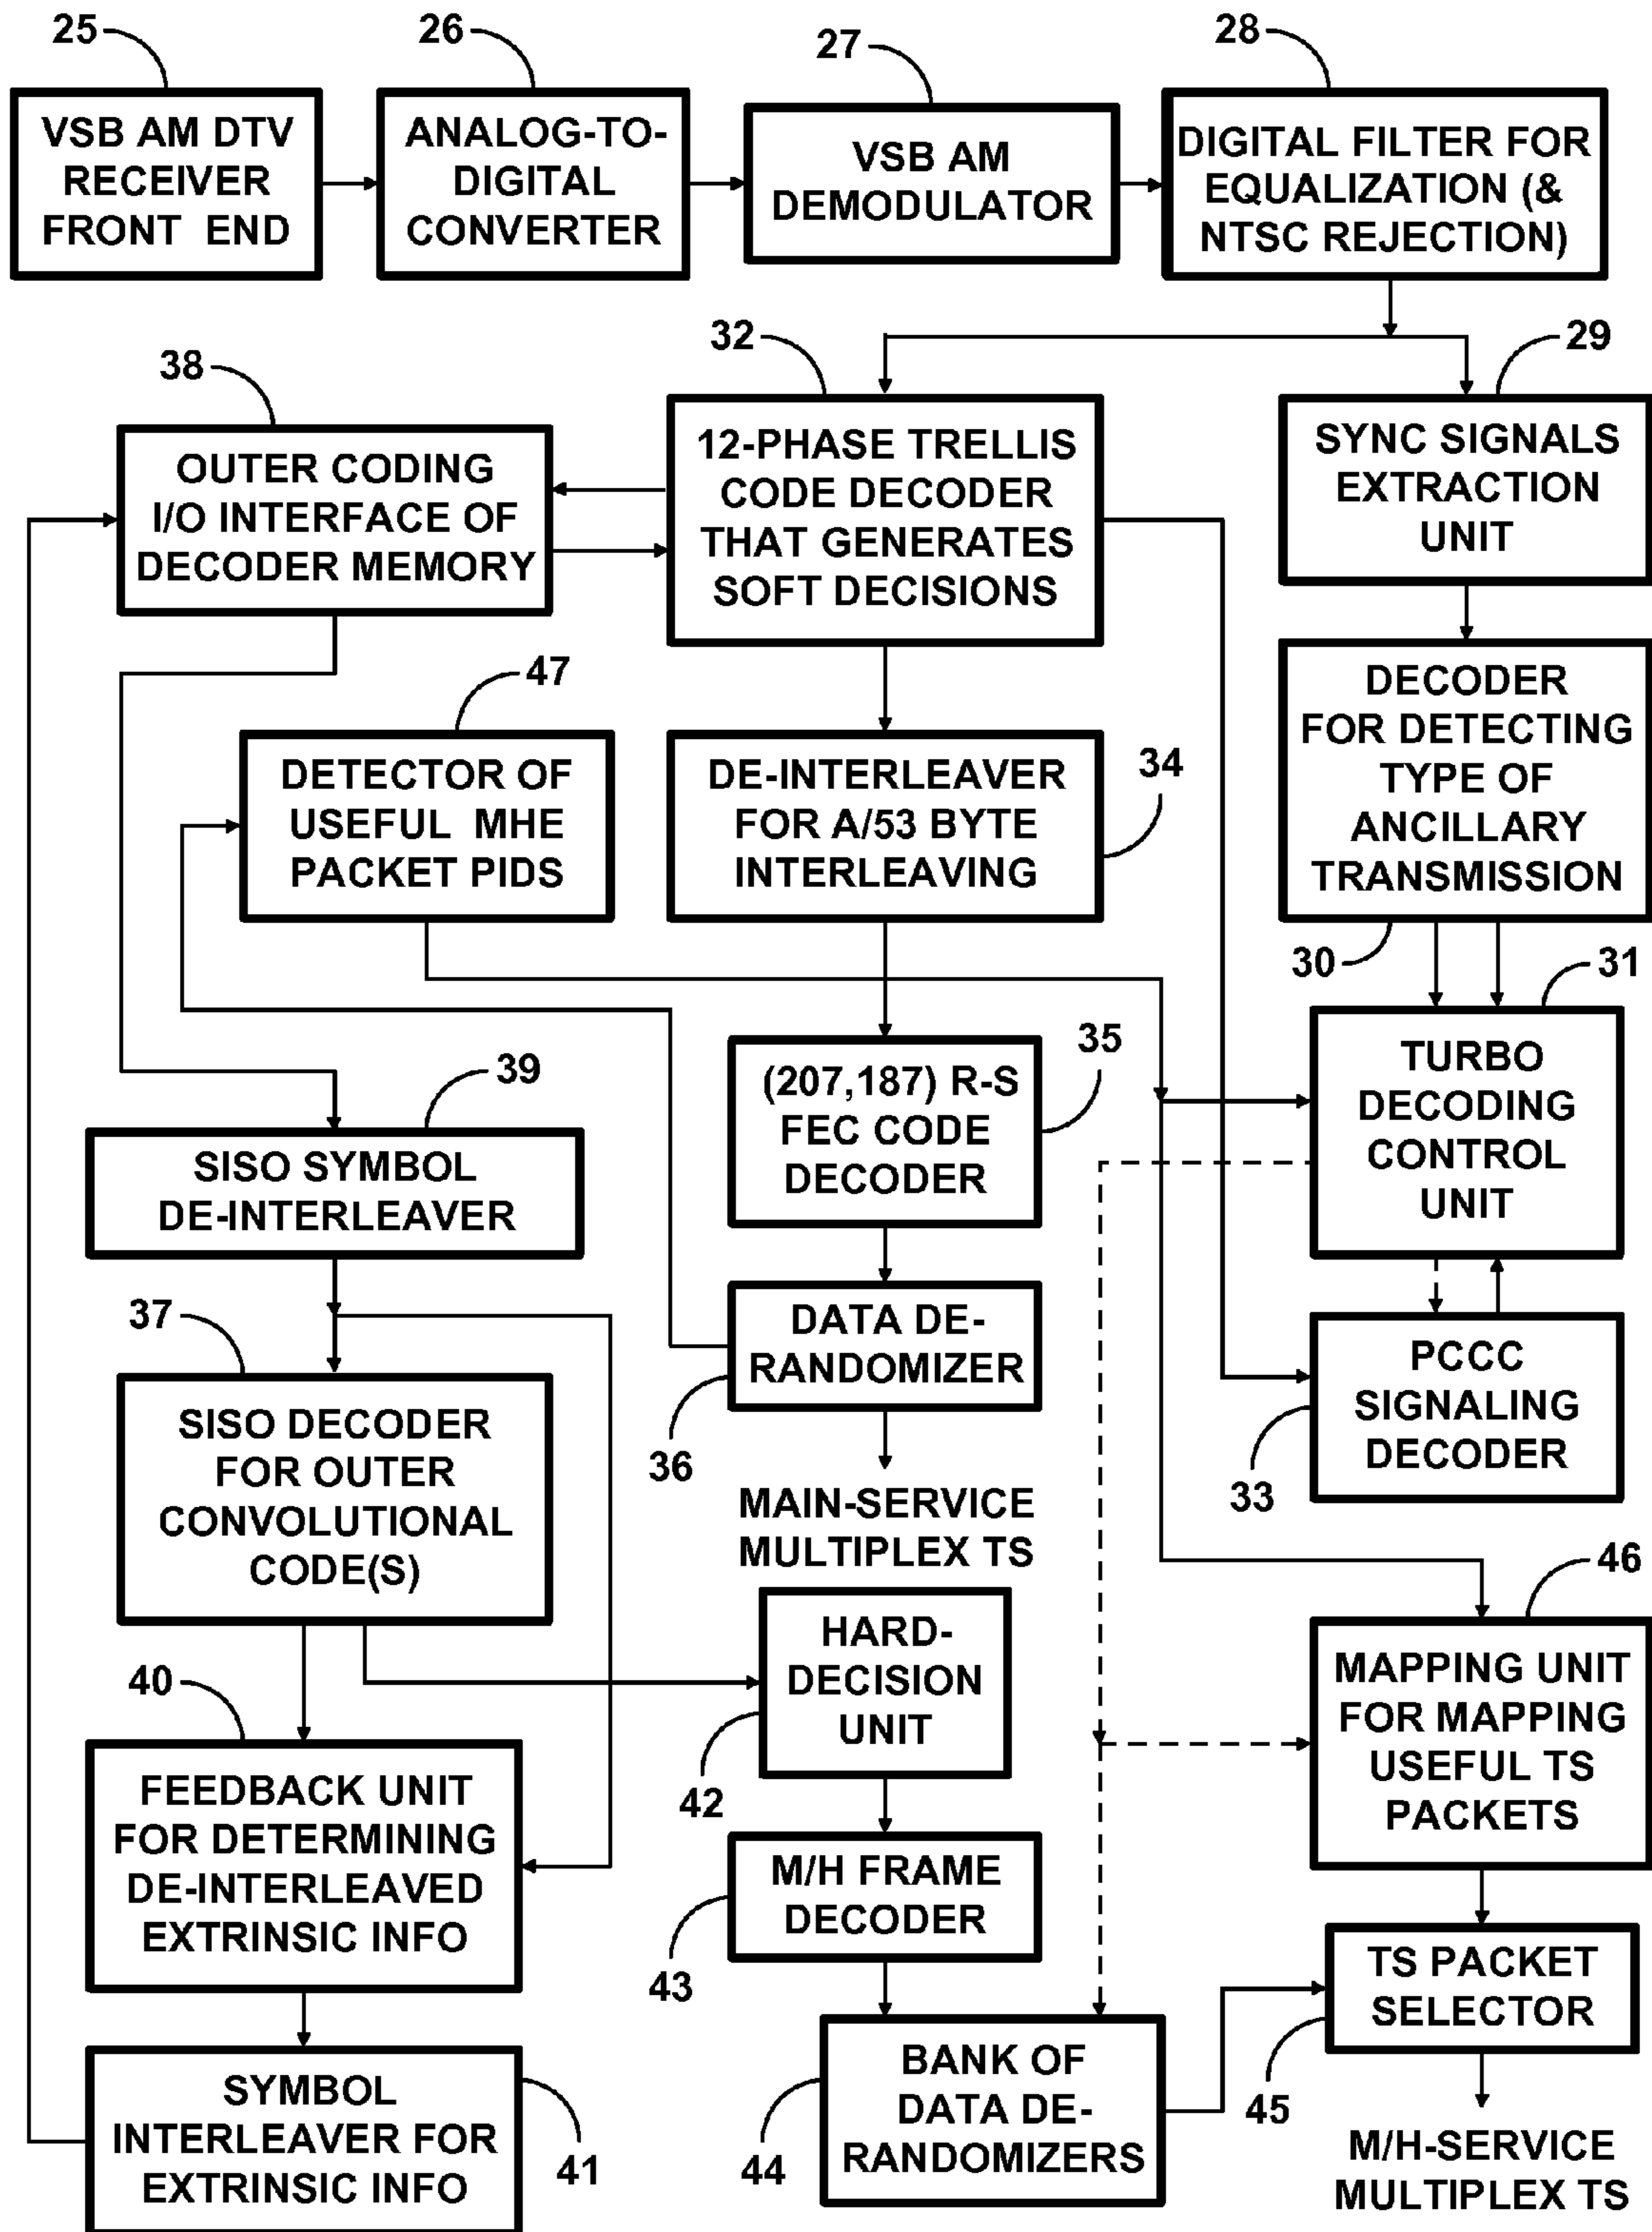 25
26
27
28
VSB AM DTV
RECEIVER
FRONT END
ANALOG-TO-
DIGITAL
CONVERTER
VSB AM
DEMODULATOR
DIGITAL FILTER FOR
EQUALIZATION (&
NTSC REJECTION)
38
32
29
OUTER CODING
I/O INTERFACE OF
DECODER MEMORY
12-PHASE TRELLIS
CODE DECODER
THAT GENERATES
SOFT DECISIONS
SYNC SIGNALS
EXTRACTION
UNIT
47
DETECTOR OF
USEFUL MHE
PACKET PIDS
DE-INTERLEAVER
FOR A/53 BYTE
INTERLEAVING
34
DECODER
FOR DETECTING
TYPE OF
ANCILLARY
TRANSMISSION
30
31
39
SISO SYMBOL
DE-INTERLEAVER
(207,187) R-S
FEC CODE
DECODER
35
TURBO
DECODING
CONTROL
UNIT
37
SISO DECODER
FOR OUTER
CONVOLUTIONAL
CODE(S)
DATA DE-
RANDOMIZER
36
MAIN-SERVICE
MULTIPLEX TS
PCCC
SIGNALING
DECODER
33
40
FEEDBACK UNIT
FOR DETERMINING
DE-INTERLEAVED
EXTRINSIC INFO
HARD-
DECISION
UNIT
42
46
MAPPING UNIT
FOR MAPPING
USEFUL TS
PACKETS
M/H FRAME
DECODER
43
TS PACKET
SELECTOR
45
SYMBOL
INTERLEAVER FOR
EXTRINSIC INFO
41
BANK OF
DATA DE-
RANDOMIZERS
44
M/H-SERVICE
MULTIPLEX TS